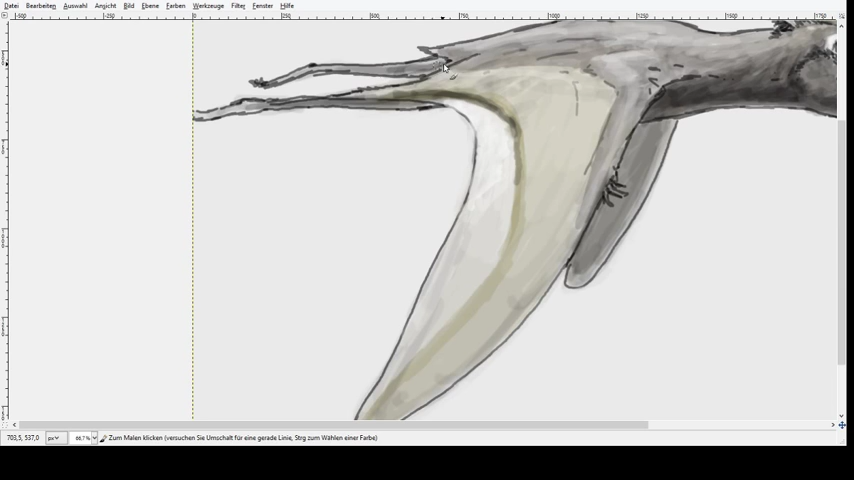 Datei Bearbeiten Auswahl Ansicht Bild Ebene Farben Werkzeuge Filter Fenster Hilfe
-500 -250 0 250 500 750 1000 1250 1500 1750
703,5, 537,0 px 66,7 % Zum Malen klicken (versuchen Sie Umschalt für eine gerade Linie, Strg zum Wählen einer Farbe)